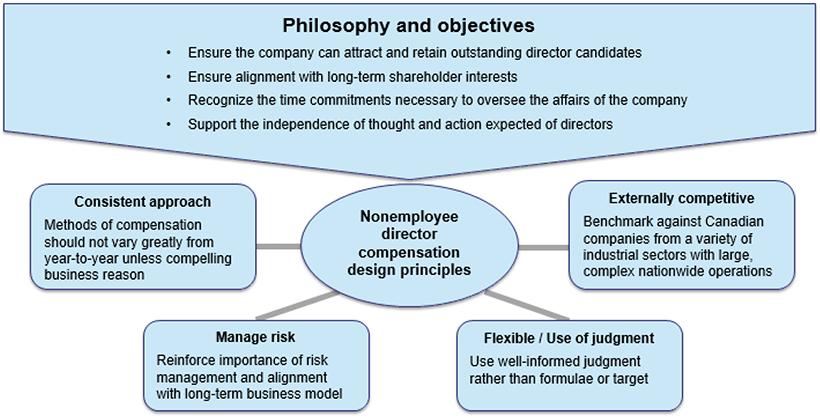 Philosophy and objectives
• Ensure the company can attract and retain outstanding director candidates
• Ensure alignment with long-term shareholder interests
• Recognize the time commitments necessary to oversee the affairs of the company
• Support the independence of thought and action expected of directors
Consistent approach
Methods of compensation
should not vary greatly from
year-to-year unless compelling
business reason
Nonemployee
director
compensation
design principles
Externally competitive
Benchmark against Canadian
companies from a variety of
industrial sectors with large,
complex nationwide operations
Manage risk
Reinforce importance of risk
management and alignment
with long-term business model
Flexible / Use of judgment
Use well-informed judgment
rather than formulae or target